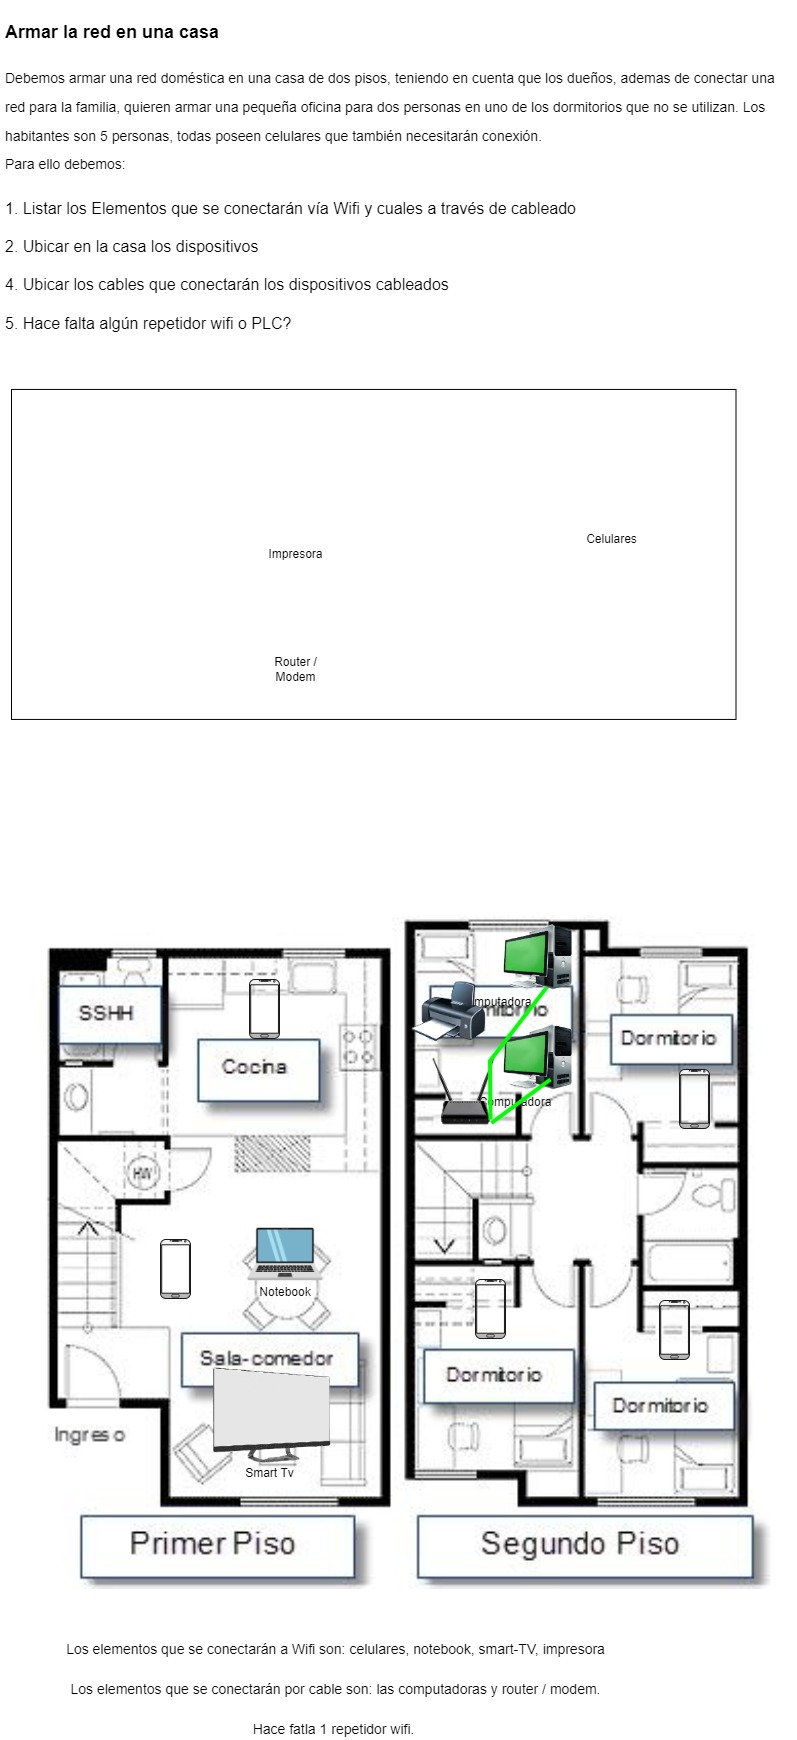 Armar la red en una casa
Debemos armar una red doméstica en una casa de dos pisos, teniendo en cuenta que los dueños, ademas de conectar una
red para la familia, quieren armar una pequeña oficina para dos personas en uno de los dormitorios que no se utilizan. Los
habitantes son 5 personas, todas poseen celulares que también necesitarán conexión.
Para ello debemos:
1. Listar los Elementos que se conectarán vía Wifi y cuales a través de cableado
2. Ubicar en la casa los dispositivos
4. Ubicar los cables que conectarán los dispositivos cableados
5. Hace falta algún repetidor wifi o PLC?
Celulares
Impresora
Router /
Modem
SSHH
Cocina
HW
Notebook
Sala-comedor
Ingreso
Smart Tv
Primer Piso
Computadora
Dormitorio
Dormitorio
Computadora
Dormitorio
Dormitorio
Segundo Piso
Los elementos que se conectarán a Wifi son: celulares, notebook, smart-TV, impresora
Los elementos que se conectarán por cable son: las computadoras y router / modem.
Hace fatla 1 repetidor wifi.